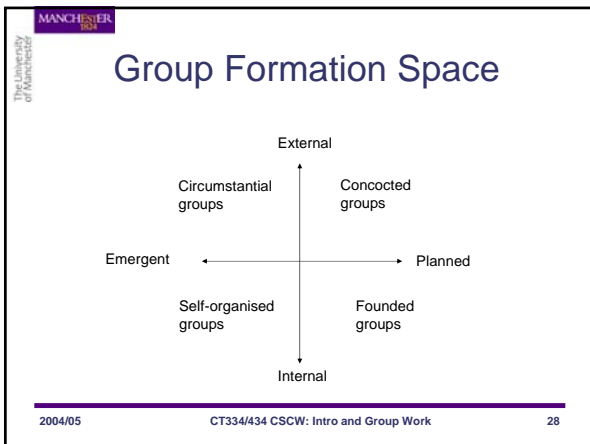 MANCHESTER
1824
The University
of Manchester
Group Formation Space
External
Circumstantial
groups
Concocted
groups
Emergent
Planned
Self-organised
groups
Founded
groups
Internal
2004/05
CT334/434 CSCW: Intro and Group Work
28